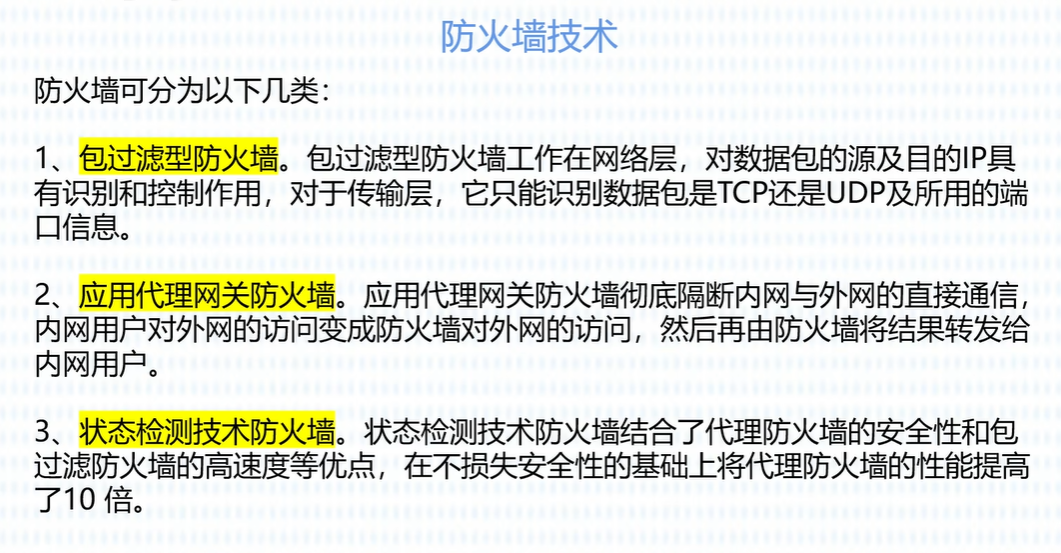 防火墙技术
防火墙可分为以下几类：
1、包过滤型防火墙。包过滤型防火墙工作在网络层，对数据包的源及目的IP具
有识别和控制作用，对于传输层，它只能识别数据包是TCP还是UDP及所用的端
口信息。
2、应用代理网关防火墙。应用代理网关防火墙彻底隔断内网与外网的直接通信，
内网用户对外网的访问变成防火墙对外网的访问，然后再由防火墙将结果转发给
内网用户。
3、状态检测技术防火墙。状态检测技术防火墙结合了代理防火墙的安全性和包
过滤防火墙的高速度等优点，在不损失安全性的基础上将代理防火墙的性能提高
了10 倍。